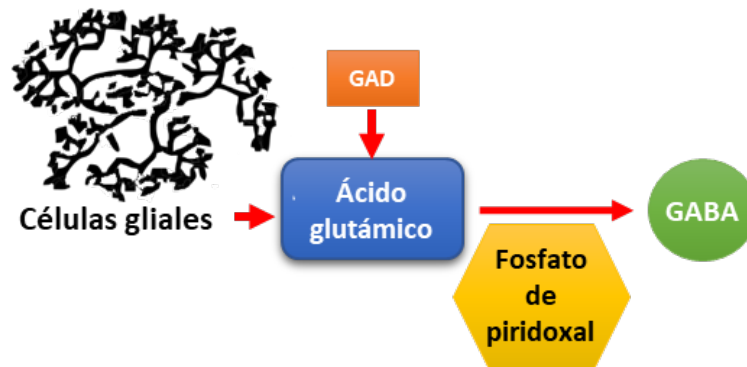 GAD
Células gliales
Ácido
glutámico
GABA
Fosfato
de
piridoxal